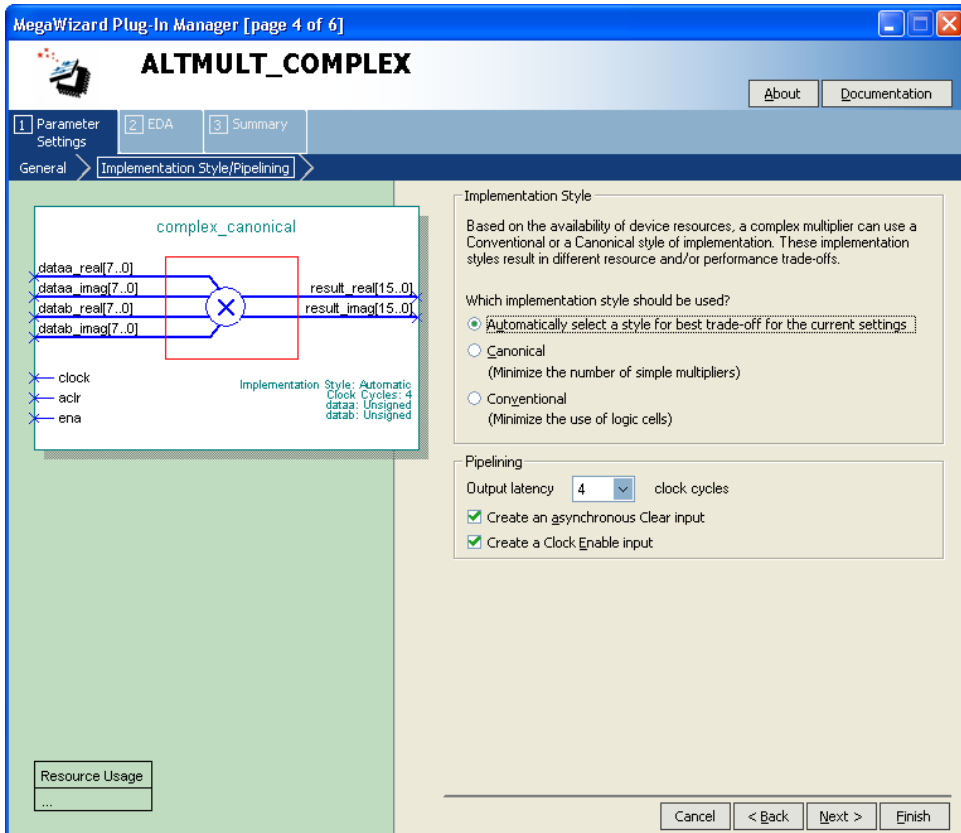 MegaWizard Plug-In Manager [page 4 of 6]
ALTMULT_COMPLEX
About
Documentation
1 Parameter Settings
2 EDA
3 Summary
General
Implementation Style/Pipelining
complex_canonical
dataa_real[7..0]
dataa_imag[7..0]
datab_real[7..0]
datab_imag[7..0]
result_real[15..0]
result_imag[15..0]
clock
aclr
ena
Implementation Style: Automatic
Clock Cycles: 4
dataa: Unsigned
datab: Unsigned
Resource Usage
...
Implementation Style
Based on the availability of device resources, a complex multiplier can use a
Conventional or a Canonical style of implementation. These implementation
styles result in different resource and/or performance trade-offs.
Which implementation style should be used?
Automatically select a style for best trade-off for the current settings
Canonical
(Minimize the number of simple multipliers)
Conventional
(Minimize the use of logic cells)
Pipelining
Output latency 4 clock cycles
Create an asynchronous Clear input
Create a Clock Enable input
Cancel
< Back
Next >
Finish